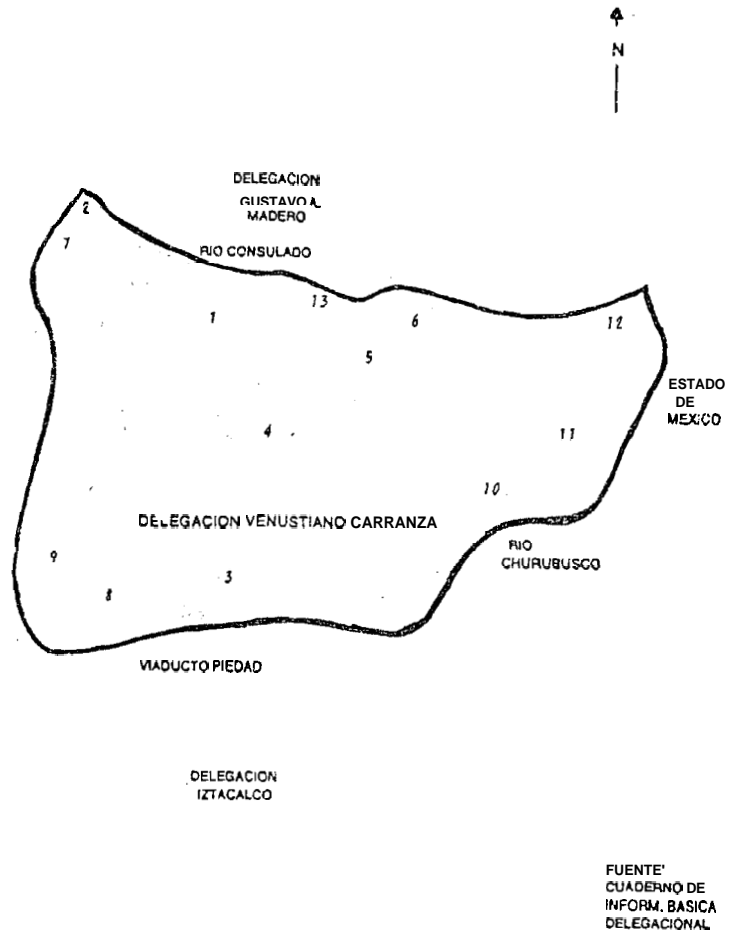 N
DELEGACION
GUSTAVO A.
MADERO
RIO CONSULADO
2
7
13
6
12
1
5
ESTADO
DE
MEXICO
4
11
10
DELEGACION VENUSTIANO CARRANZA
RIO
CHURUBUSCO
9
3
8
VIADUCTO PIEDAD
DELEGACION
IZTACALCO
FUENTE'
CUADERNO DE
INFORM. BASICA
DELEGACIONAL